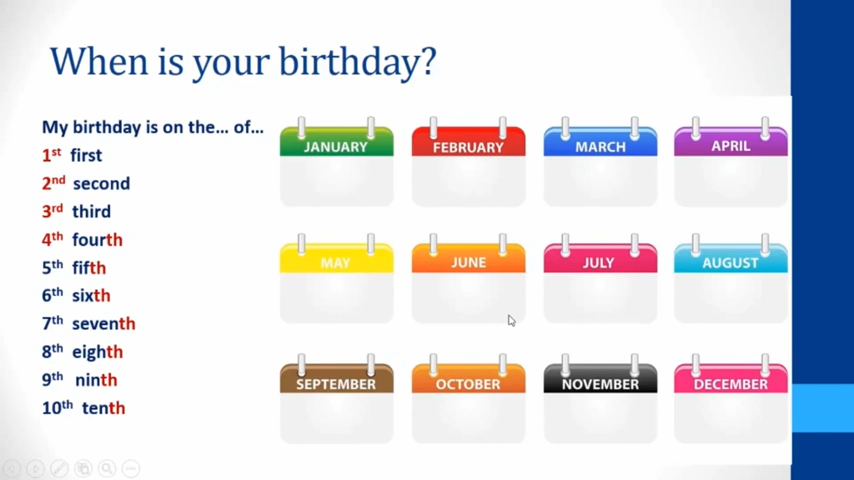 When is your birthday?
My birthday is on the... of...
1st first
2nd second
3rd third
4th fourth
5th fifth
6th sixth
7th seventh
8th eighth
9th ninth
10th tenth
JANUARY
FEBRUARY
MARCH
APRIL
MAY
JUNE
JULY
AUGUST
SEPTEMBER
OCTOBER
NOVEMBER
DECEMBER